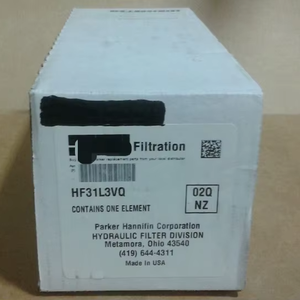 Filtration
HF31L3VQ
02Q
NZ
CONTAINS ONE ELEMENT
Parker Hannifin Corporation
HYDRAULIC FILTER DIVISION
Metamora, Ohio 43540
(419) 644-4311
Made In USA